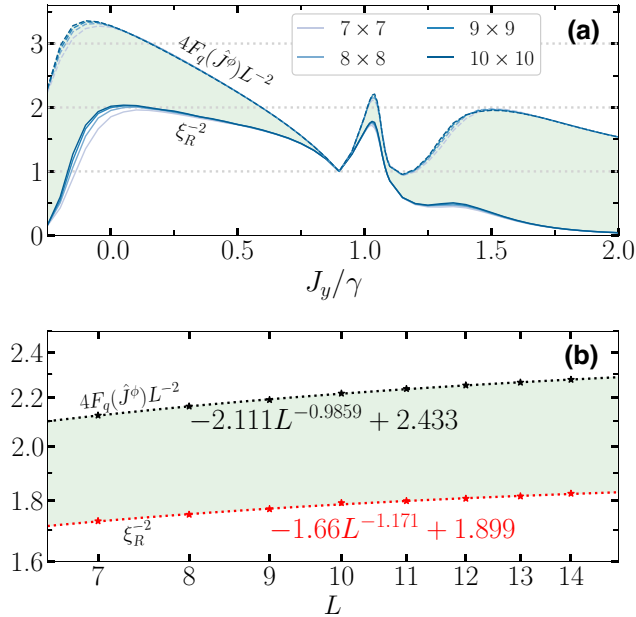 (a)
7 × 7
9 × 9
8 × 8
10 × 10
4F_q(Ĵ^ϕ)L^{-2}
ξ_R^{-2}
3
2
1
0
0.0
0.5
1.0
1.5
2.0
J_y/γ
(b)
2.4
2.2
2.0
1.8
1.6
4F_q(Ĵ^ϕ)L^{-2}
−2.111L^{−0.9859} + 2.433
ξ_R^{-2}
−1.66L^{−1.171} + 1.899
7
8
9
10
11
12
13
14
L